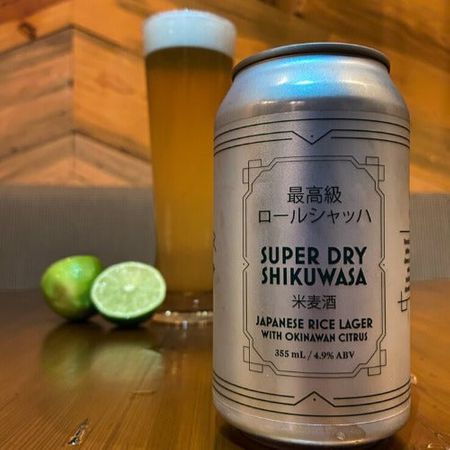 最高級
ロールシャッハ
SUPER DRY
SHIKUWASA
米麦酒
JAPANESE RICE LAGER
WITH OKINAWAN CITRUS
355 mL / 4.9% ABV